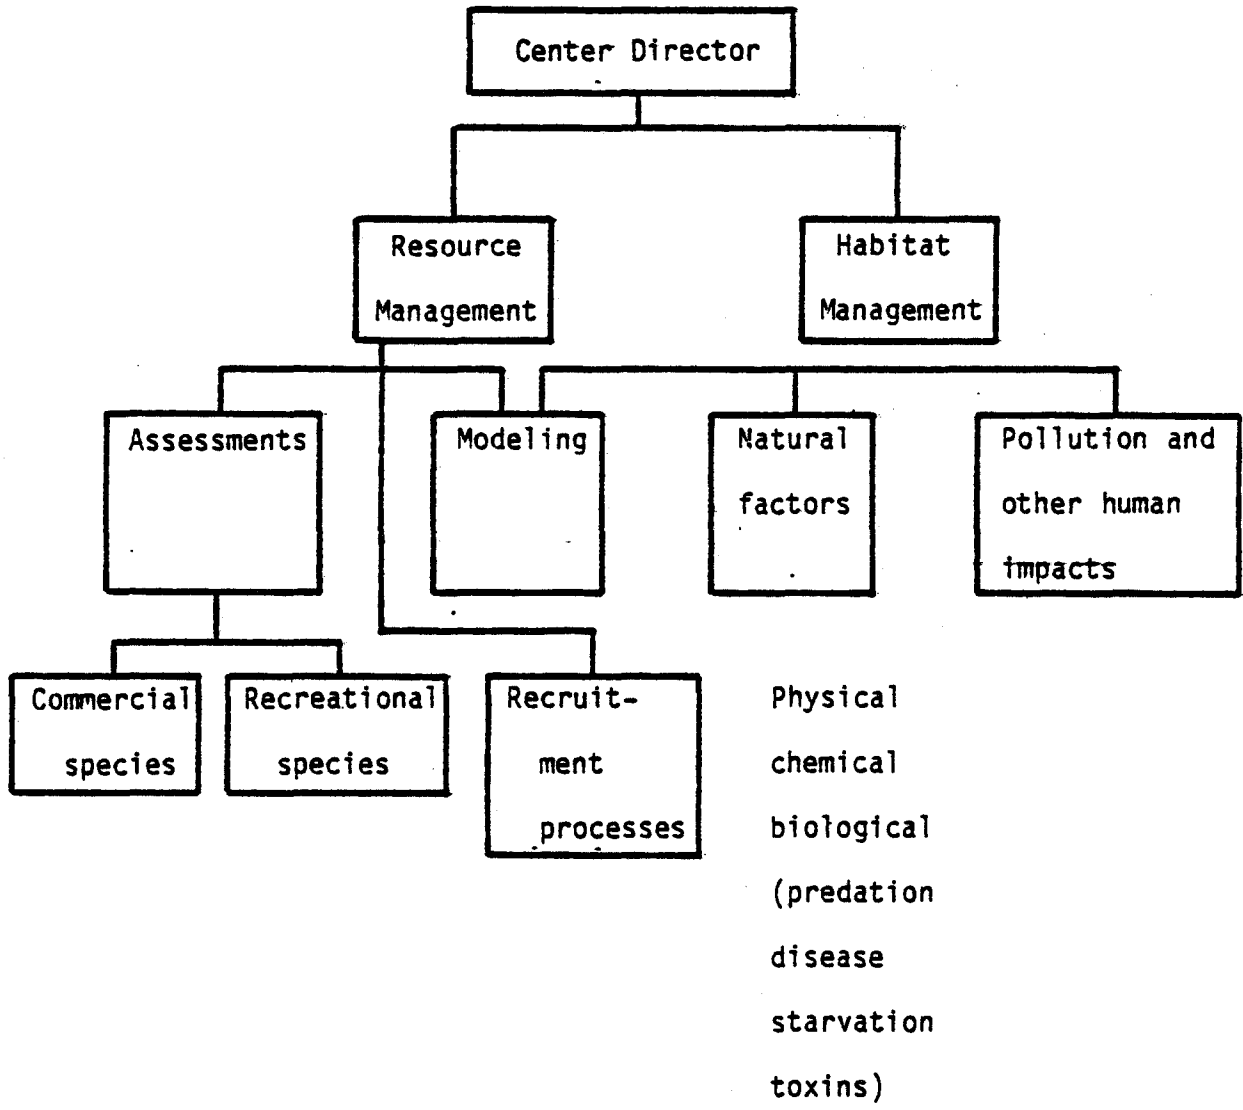 Center Director
Resource
Management
Habitat
Management
Assessments
Modeling
Natural
factors
Pollution and
other human
impacts
Commercial
species
Recreational
species
Recruit-
ment
processes
Physical
chemical
biological
(predation
disease
starvation
toxins)